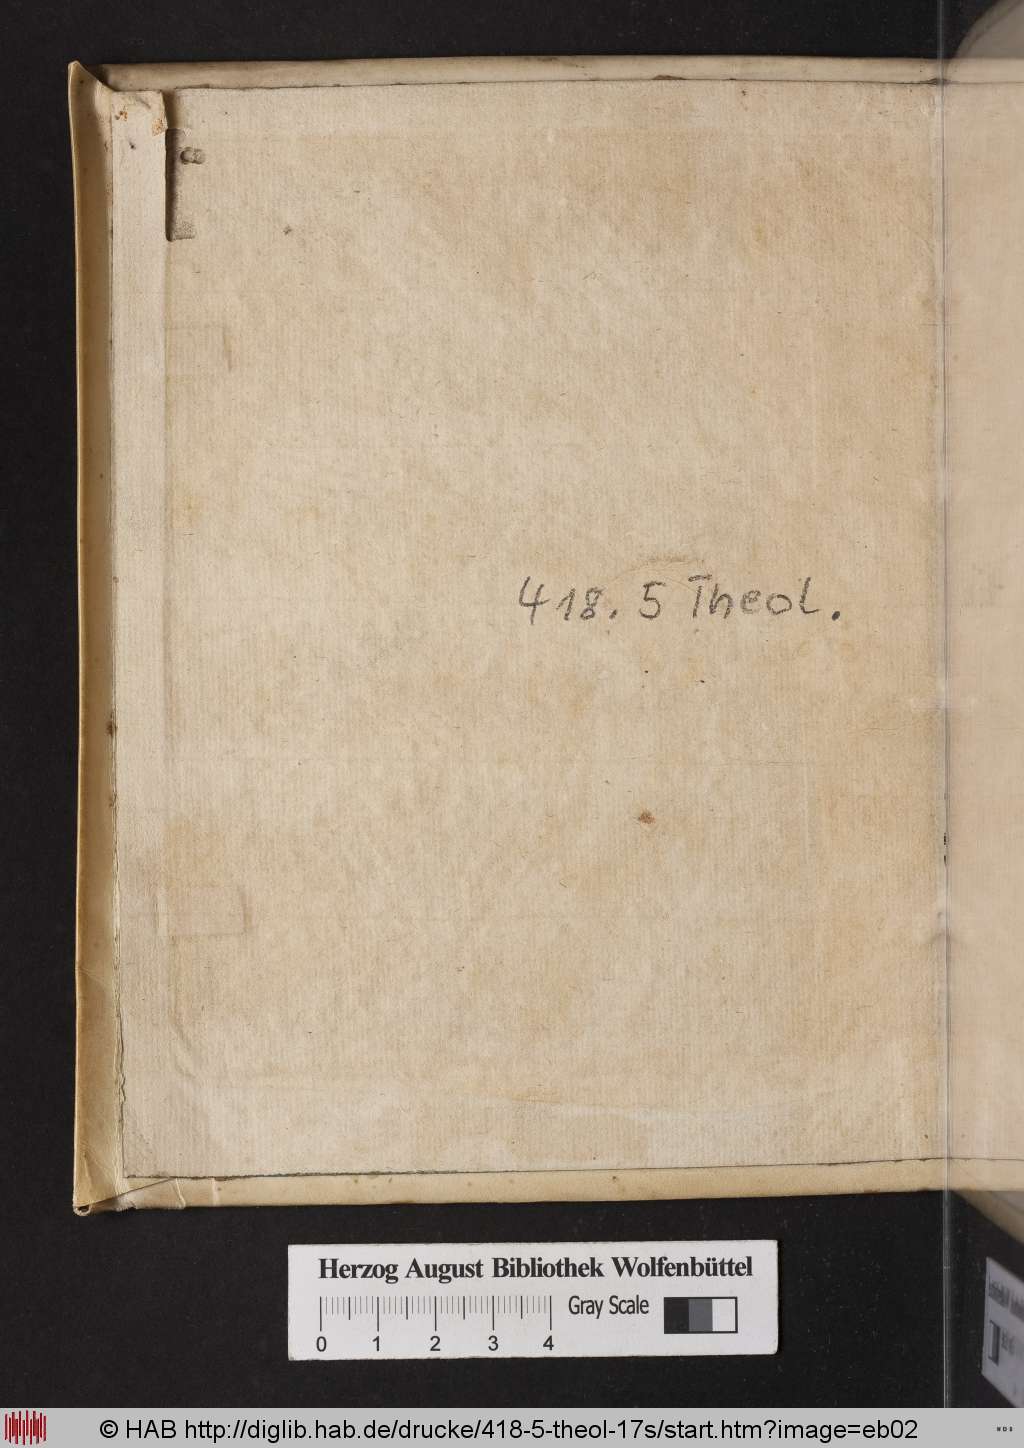 418. 5 Theol.
Herzog August Bibliothek Wolfenbüttel
Gray Scale
0 1 2 3 4
© HAB http://diglib.hab.de/drucke/418-5-theol-17s/start.htm?image=eb02